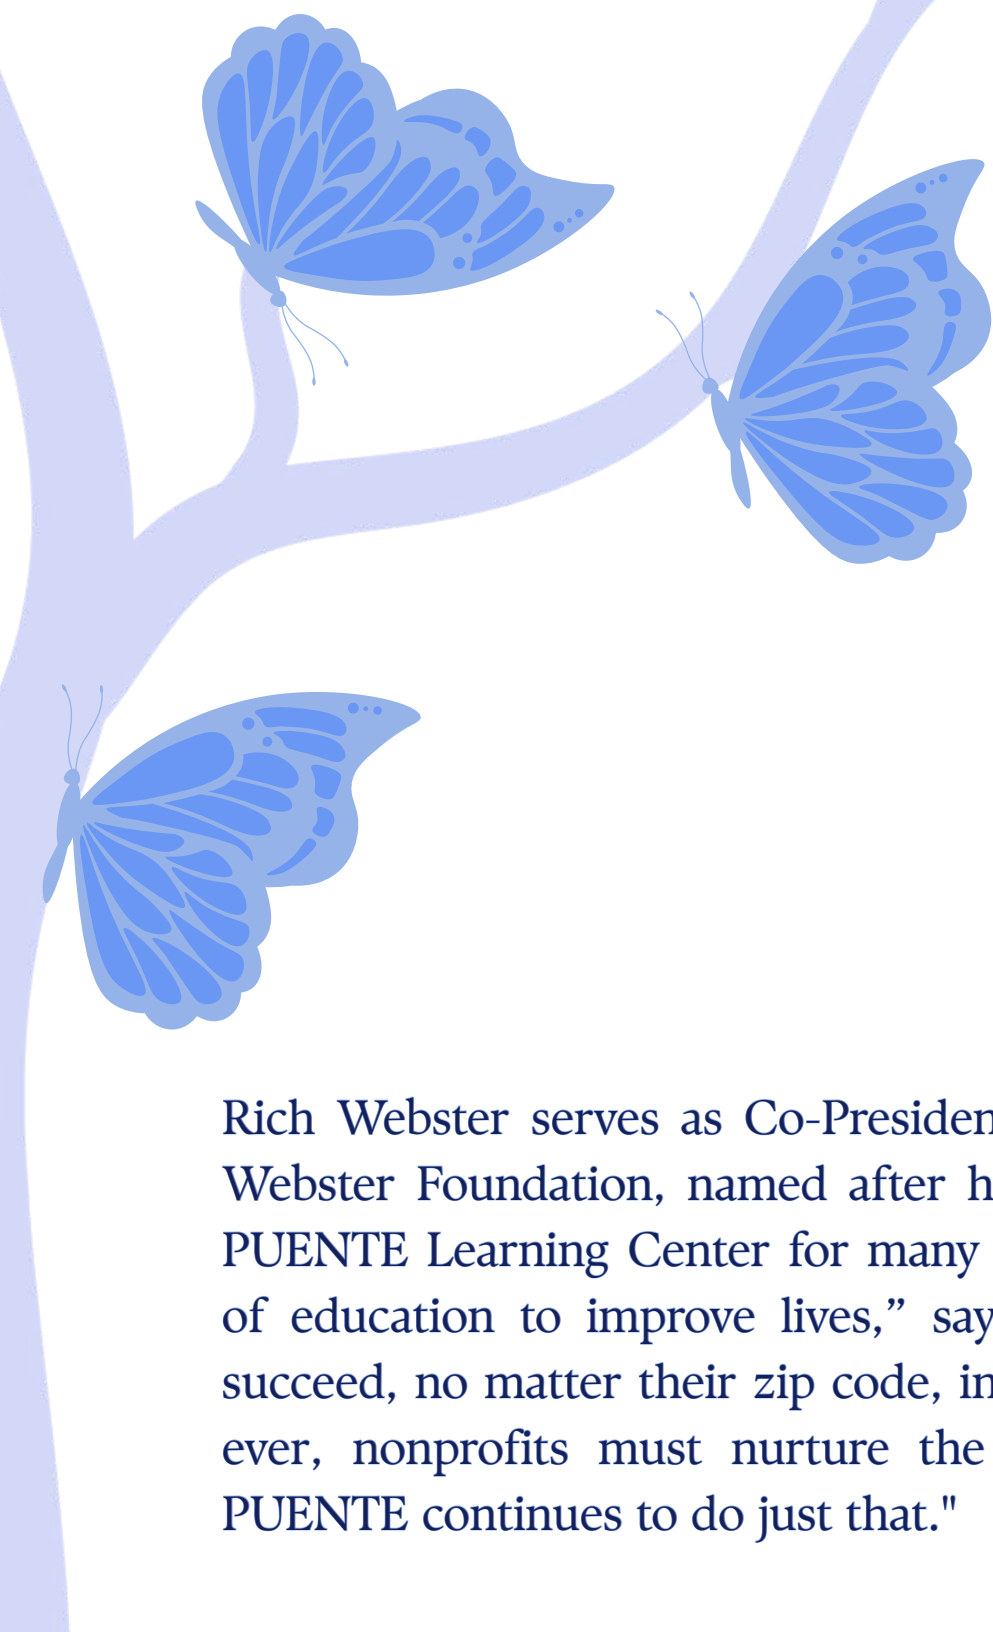 Rich Webster serves as Co-Presiden
Webster Foundation, named after h
PUENTE Learning Center for many
of education to improve lives,” say
succeed, no matter their zip code, in
ever, nonprofits must nurture the
PUENTE continues to do just that."